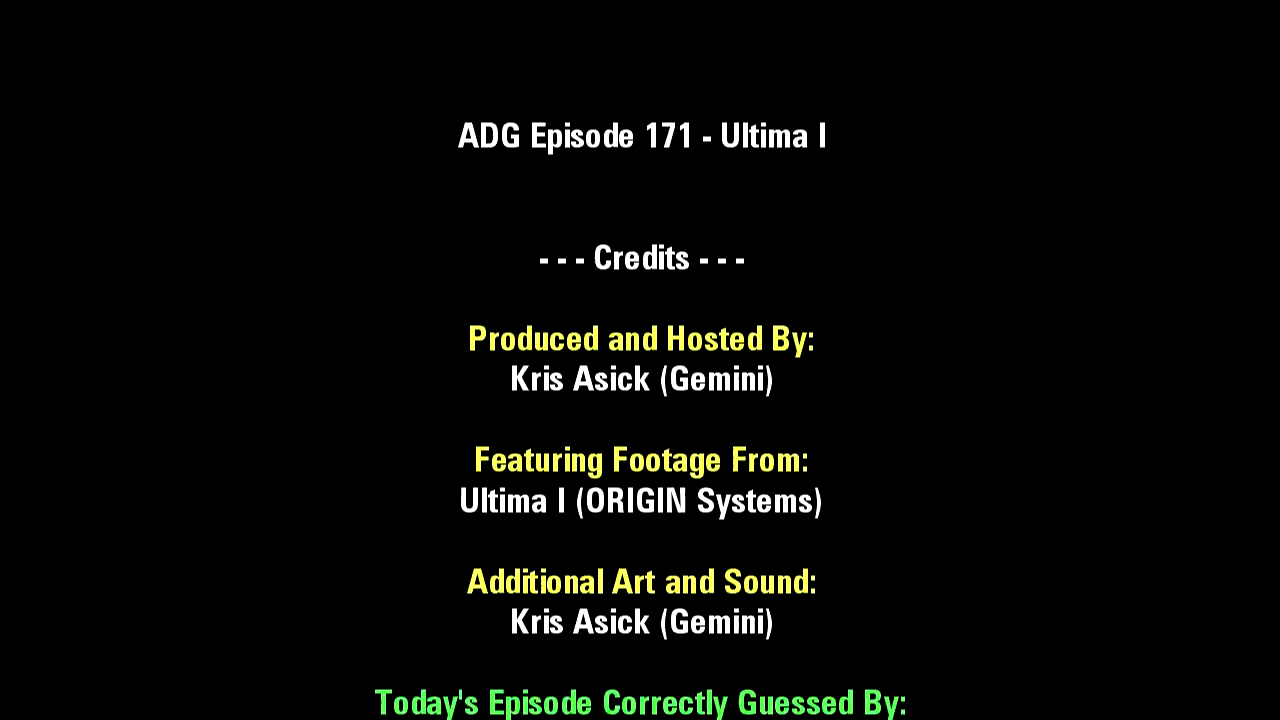 ADG Episode 171 - Ultima I
- - - Credits - - -
Produced and Hosted By:
Kris Asick (Gemini)
Featuring Footage From:
Ultima I (ORIGIN Systems)
Additional Art and Sound:
Kris Asick (Gemini)
Today's Episode Correctly Guessed By: